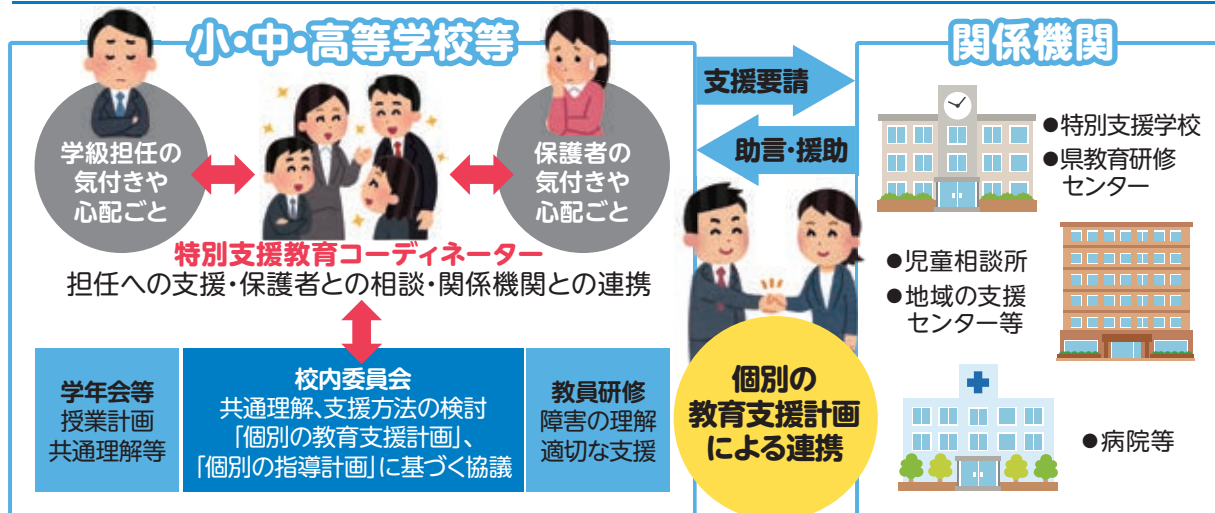 小・中・高等学校等
学級担任の
気付きや
心配ごと
保護者の
気付きや
心配ごと
特別支援教育コーディネーター
担任への支援・保護者との相談・関係機関との連携
学年会等
授業計画
共通理解等
校内委員会
共通理解、支援方法の検討
「個別の教育支援計画」、
「個別の指導計画」に基づく協議
教員研修
障害の理解
適切な支援
支援要請
助言・援助
個別の
教育支援計画
による連携
関係機関
●特別支援学校
●県教育研修
センター
●児童相談所
●地域の支援
センター等
●病院等